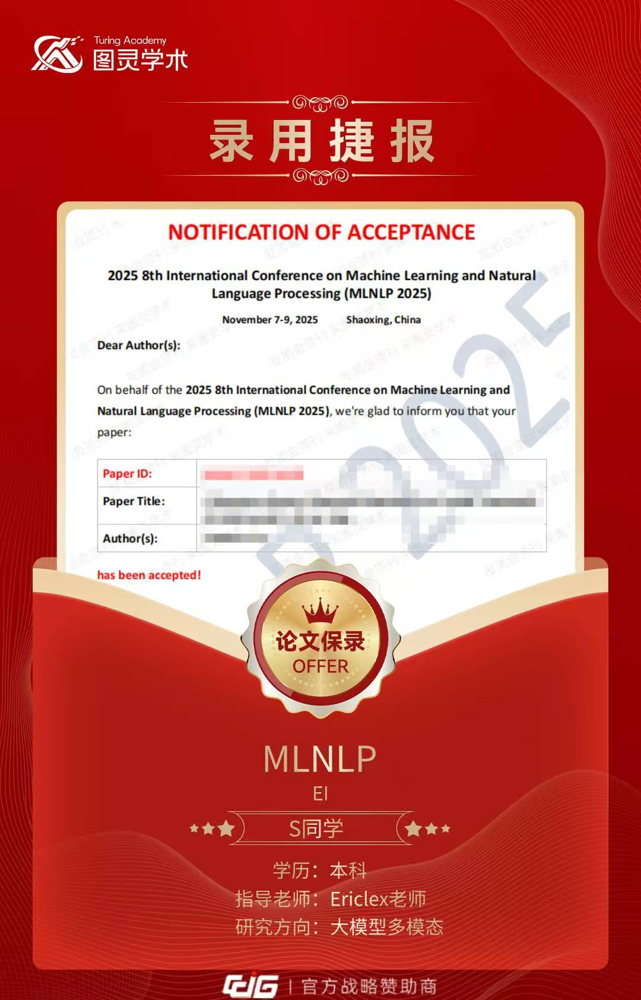 Turing Academy
图灵学术
录用捷报
NOTIFICATION OF ACCEPTANCE
2025 8th International Conference on Machine Learning and Natural
Language Processing (MLNLP 2025)
November 7-9, 2025 Shaoxing, China
Dear Author(s):
On behalf of the 2025 8th International Conference on Machine Learning and
Natural Language Processing (MLNLP 2025), we're glad to inform you that your
paper:
Paper ID:
Paper Title:
Author(s):
has been accepted!
论文保录
OFFER
MLNLP
EI
S同学
学历：本科
指导老师：Ericlex老师
研究方向：大模型多模态
官方战略赞助商